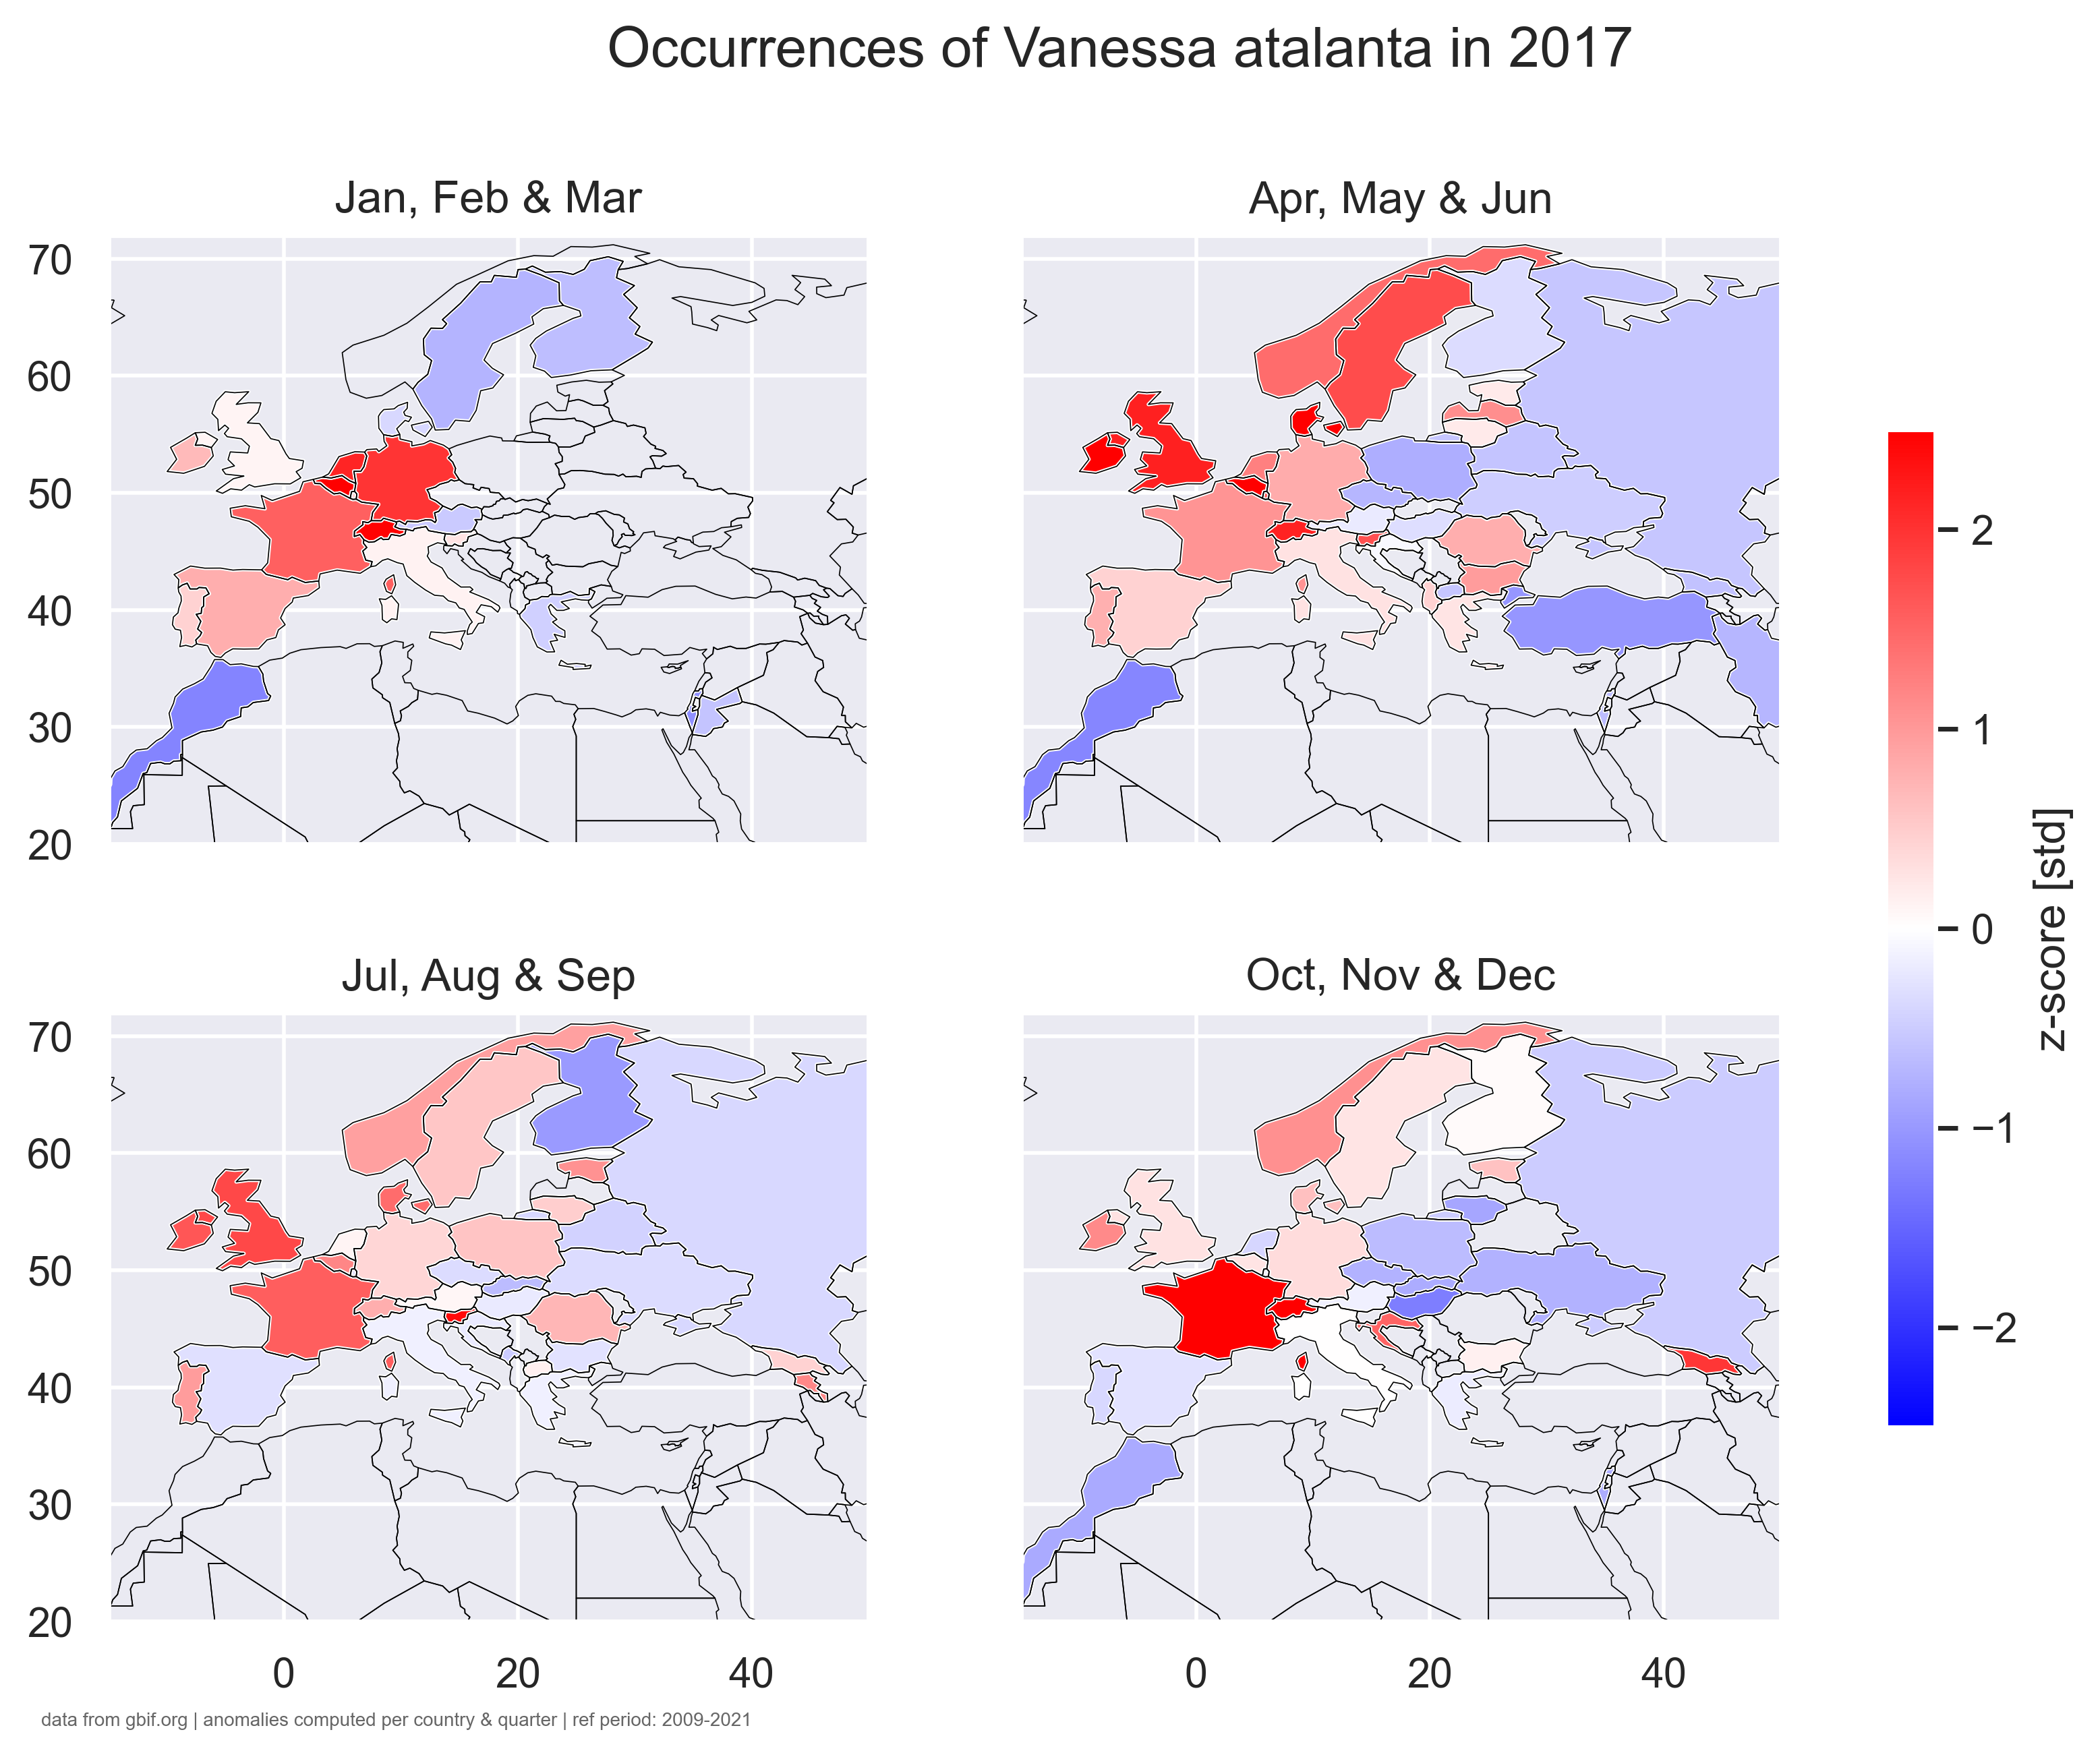 Occurrences of Vanessa atalanta in 2017
Jan, Feb & Mar
Apr, May & Jun
70
60
50
40
30
20
Jul, Aug & Sep
Oct, Nov & Dec
70
60
50
40
30
20
0 20 40
0 20 40
2
1
0
−1
−2
z-score [std]
data from gbif.org | anomalies computed per country & quarter | ref period: 2009-2021